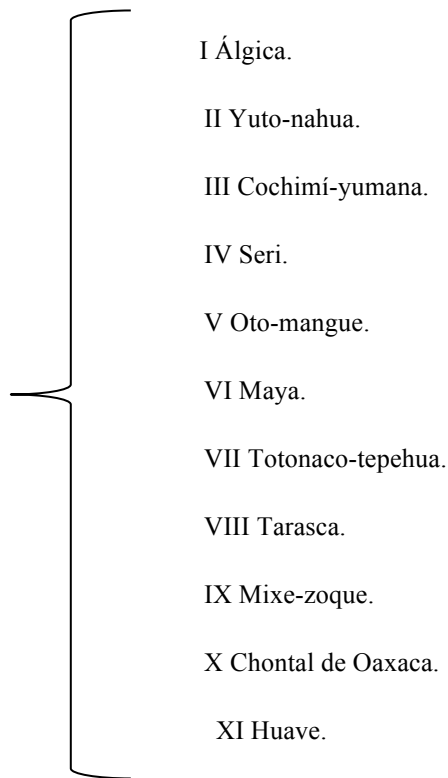 I Álgica.
II Yuto-nahua.
III Cochimí-yumana.
IV Seri.
V Oto-mangue.
VI Maya.
VII Totonaco-tepehua.
VIII Tarasca.
IX Mixe-zoque.
X Chontal de Oaxaca.
XI Huave.